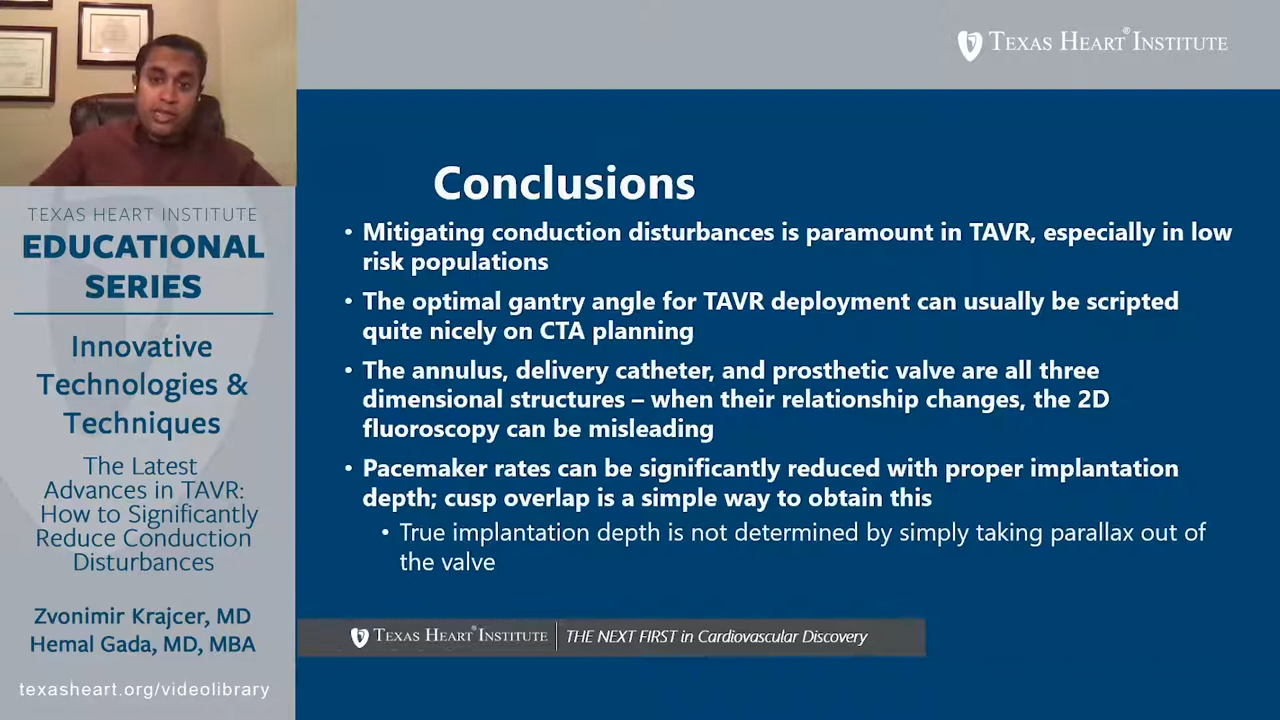 TEXAS HEART INSTITUTE
EDUCATIONAL
SERIES
Innovative
Technologies &
Techniques
The Latest
Advances in TAVR:
How to Significantly
Reduce Conduction
Disturbances
Zvonimir Krajcer, MD
Hemal Gada, MD, MBA
texasheart.org/videolibrary
TEXAS HEART® INSTITUTE
Conclusions
• Mitigating conduction disturbances is paramount in TAVR, especially in low
risk populations
• The optimal gantry angle for TAVR deployment can usually be scripted
quite nicely on CTA planning
• The annulus, delivery catheter, and prosthetic valve are all three
dimensional structures – when their relationship changes, the 2D
fluoroscopy can be misleading
• Pacemaker rates can be significantly reduced with proper implantation
depth; cusp overlap is a simple way to obtain this
• True implantation depth is not determined by simply taking parallax out of
the valve
TEXAS HEART® INSTITUTE | THE NEXT FIRST in Cardiovascular Discovery